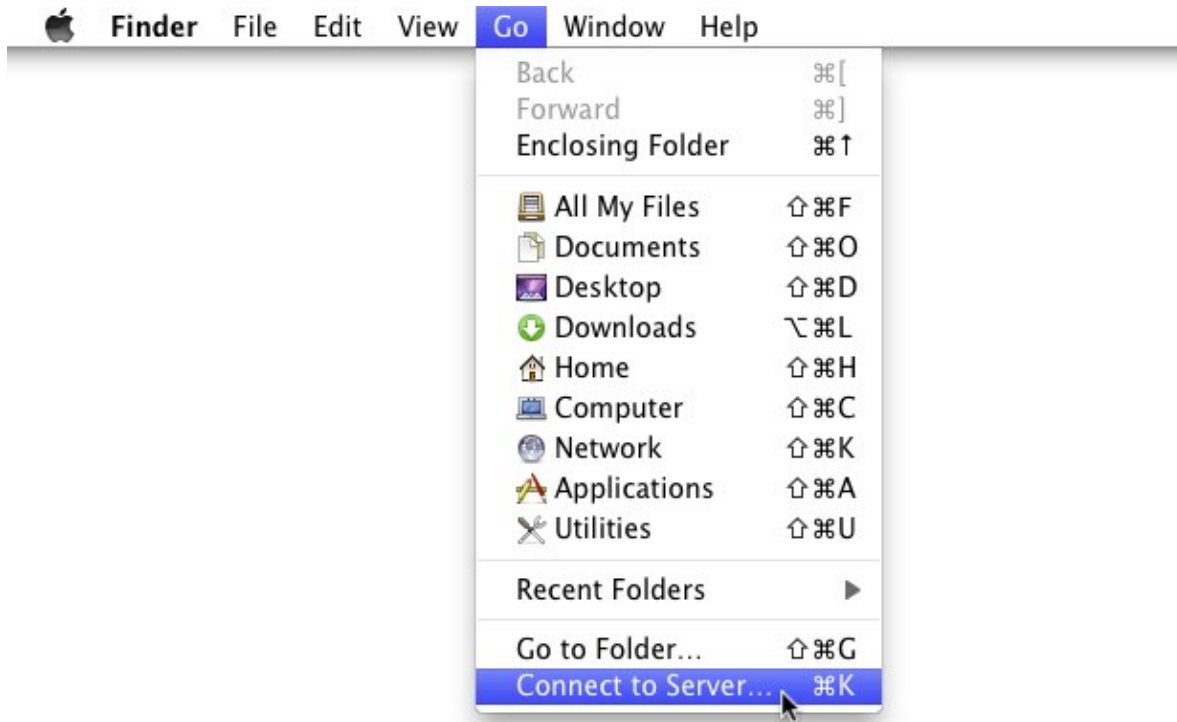 Finder File Edit View Go Window Help
Back ⌘[
Forward ⌘]
Enclosing Folder ⌘↑
All My Files ⇧⌘F
Documents ⇧⌘O
Desktop ⇧⌘D
Downloads ⌥⌘L
Home ⇧⌘H
Computer ⇧⌘C
Network ⇧⌘K
Applications ⇧⌘A
Utilities ⇧⌘U
Recent Folders ▶
Go to Folder... ⇧⌘G
Connect to Server... ⌘K